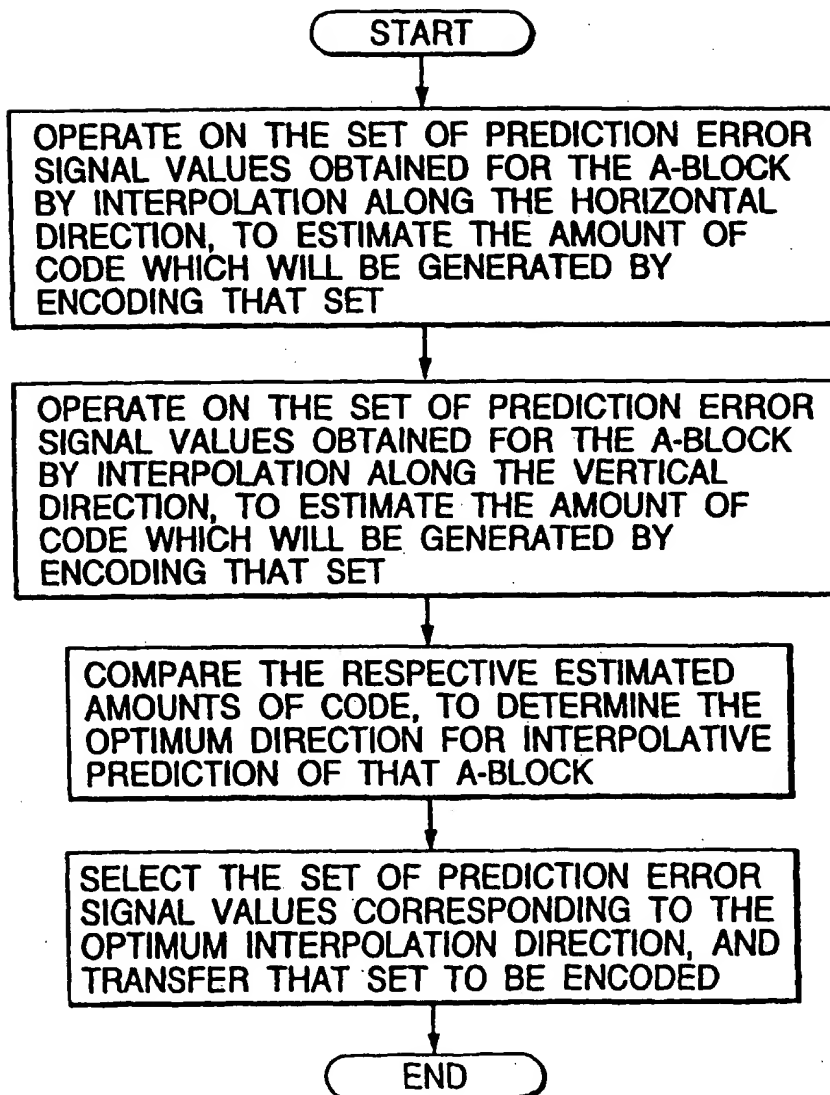 START
OPERATE ON THE SET OF PREDICTION ERROR
SIGNAL VALUES OBTAINED FOR THE A-BLOCK
BY INTERPOLATION ALONG THE HORIZONTAL
DIRECTION, TO ESTIMATE THE AMOUNT OF
CODE WHICH WILL BE GENERATED BY
ENCODING THAT SET
OPERATE ON THE SET OF PREDICTION ERROR
SIGNAL VALUES OBTAINED FOR THE A-BLOCK
BY INTERPOLATION ALONG THE VERTICAL
DIRECTION, TO ESTIMATE THE AMOUNT OF
CODE WHICH WILL BE GENERATED BY
ENCODING THAT SET
COMPARE THE RESPECTIVE ESTIMATED
AMOUNTS OF CODE, TO DETERMINE THE
OPTIMUM DIRECTION FOR INTERPOLATIVE
PREDICTION OF THAT A-BLOCK
SELECT THE SET OF PREDICTION ERROR
SIGNAL VALUES CORRESPONDING TO THE
OPTIMUM INTERPOLATION DIRECTION, AND
TRANSFER THAT SET TO BE ENCODED
END